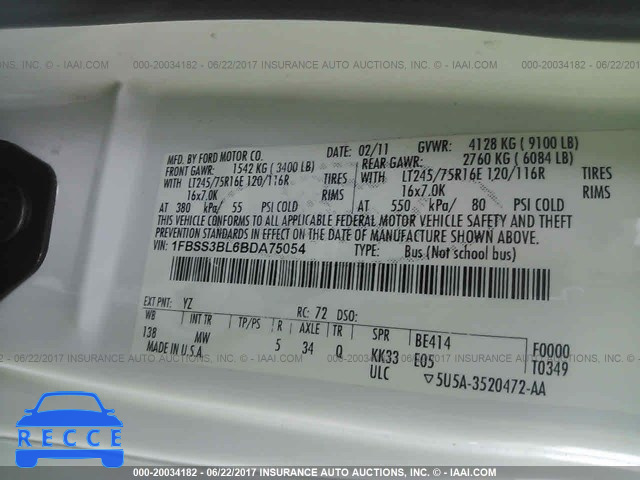 INC. - IAAI.COM 000-20034182 - 06/22/2017 INSURANCE AUTO AUCTIONS, INC. - IAAI.COM 000-20034182 - 06/22/2017
MFD. BY FORD MOTOR CO. DATE: 02/11 GVWR: 4128 KG ( 9100 LB)
FRONT GAWR: 1542 KG ( 3400 LB) REAR GAWR: 2760 KG ( 6084 LB)
WITH LT245/75R16E 120/116R TIRES WITH LT245/75R16E 120/116R TIRES
16x7.0K RIMS 16x7.0K RIMS
AT 380 kPa/ 55 PSI COLD AT 550 kPa/ 80 PSI COLD
THIS VEHICLE CONFORMS TO ALL APPLICABLE FEDERAL MOTOR VEHICLE SAFETY AND THEFT
PREVENTION STANDARDS IN EFFECT ON THE DATE OF MANUFACTURE SHOWN ABOVE.
VIN: 1FBSS3BL6BDA75054 TYPE: Bus (Not school bus)
EXT PNT: YZ RC: 72 DSO:
WB INT TR TP/PS R AXLE TR SPR BE414 F0000
138 MW 5 34 Q KK33 E05 T0349
MADE IN U.S.A. ULC ▽5U5A-3520472-AA
RECCE
000-20034182 - 06/22/2017 INSURANCE AUTO AUCTIONS, INC. - IAAI.COM